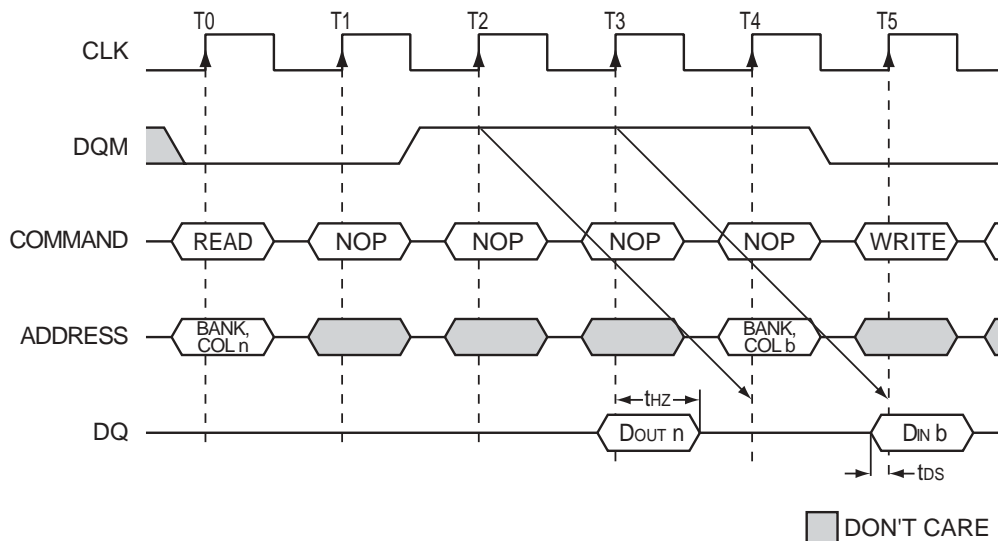 T0 T1 T2 T3 T4 T5
CLK
DQM
COMMAND READ NOP NOP NOP NOP WRITE
ADDRESS BANK, COL n BANK, COL b
tHZ
DQ DOUT n DIN b
tDS
DON'T CARE